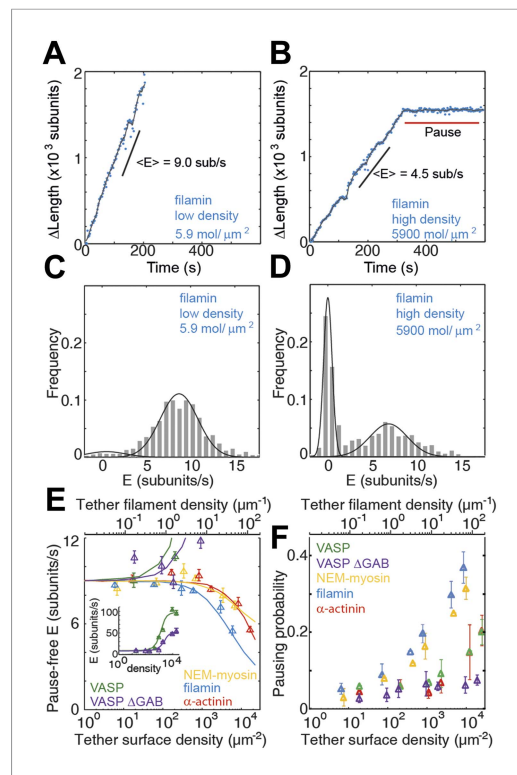 A
ΔLength (x10³ subunits)
2
1
0
<E> = 9.0 sub/s
filamin
low density
5.9 mol/µm²
0 200 400
Time (s)
B
ΔLength (x10³ subunits)
2
1
0
Pause
<E> = 4.5 sub/s
filamin
high density
5900 mol/µm²
0 200 400
Time (s)
C
Frequency
0.2
0.1
0
filamin
low density
5.9 mol/µm²
0 5 10 15
E (subunits/s)
D
Frequency
0.2
0.1
0
filamin
high density
5900 mol/µm²
0 5 10 15
E (subunits/s)
E
Tether filament density (µm⁻¹)
10⁻¹ 10⁰ 10¹ 10²
Pause-free E (subunits/s)
12
9
6
3
0
E (subunits/s)
100
50
0
10⁰ 10⁴
density
VASP
VASP ΔGAB
NEM-myosin
filamin
α-actinin
10⁰ 10¹ 10² 10³ 10⁴
Tether surface density (µm⁻²)
F
Tether filament density (µm⁻¹)
10⁻¹ 10⁰ 10¹ 10²
Pausing probability
0.4
0.2
0
VASP
VASP ΔGAB
NEM-myosin
filamin
α-actinin
10⁰ 10¹ 10² 10³ 10⁴
Tether surface density (µm⁻²)